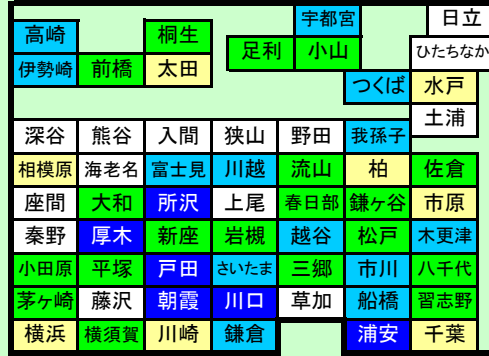 宇都宮 日立
高崎 桐生 足利 小山 ひたちなか
伊勢崎 前橋 太田 つくば 水戸
土浦
深谷 熊谷 入間 狭山 野田 我孫子
相模原 海老名 富士見 川越 流山 柏 佐倉
座間 大和 所沢 上尾 春日部 鎌ヶ谷 市原
秦野 厚木 新座 岩槻 越谷 松戸 木更津
小田原 平塚 戸田 さいたま 三郷 市川 八千代
茅ヶ崎 藤沢 朝霞 川口 草加 船橋 習志野
横浜 横須賀 川崎 鎌倉 浦安 千葉